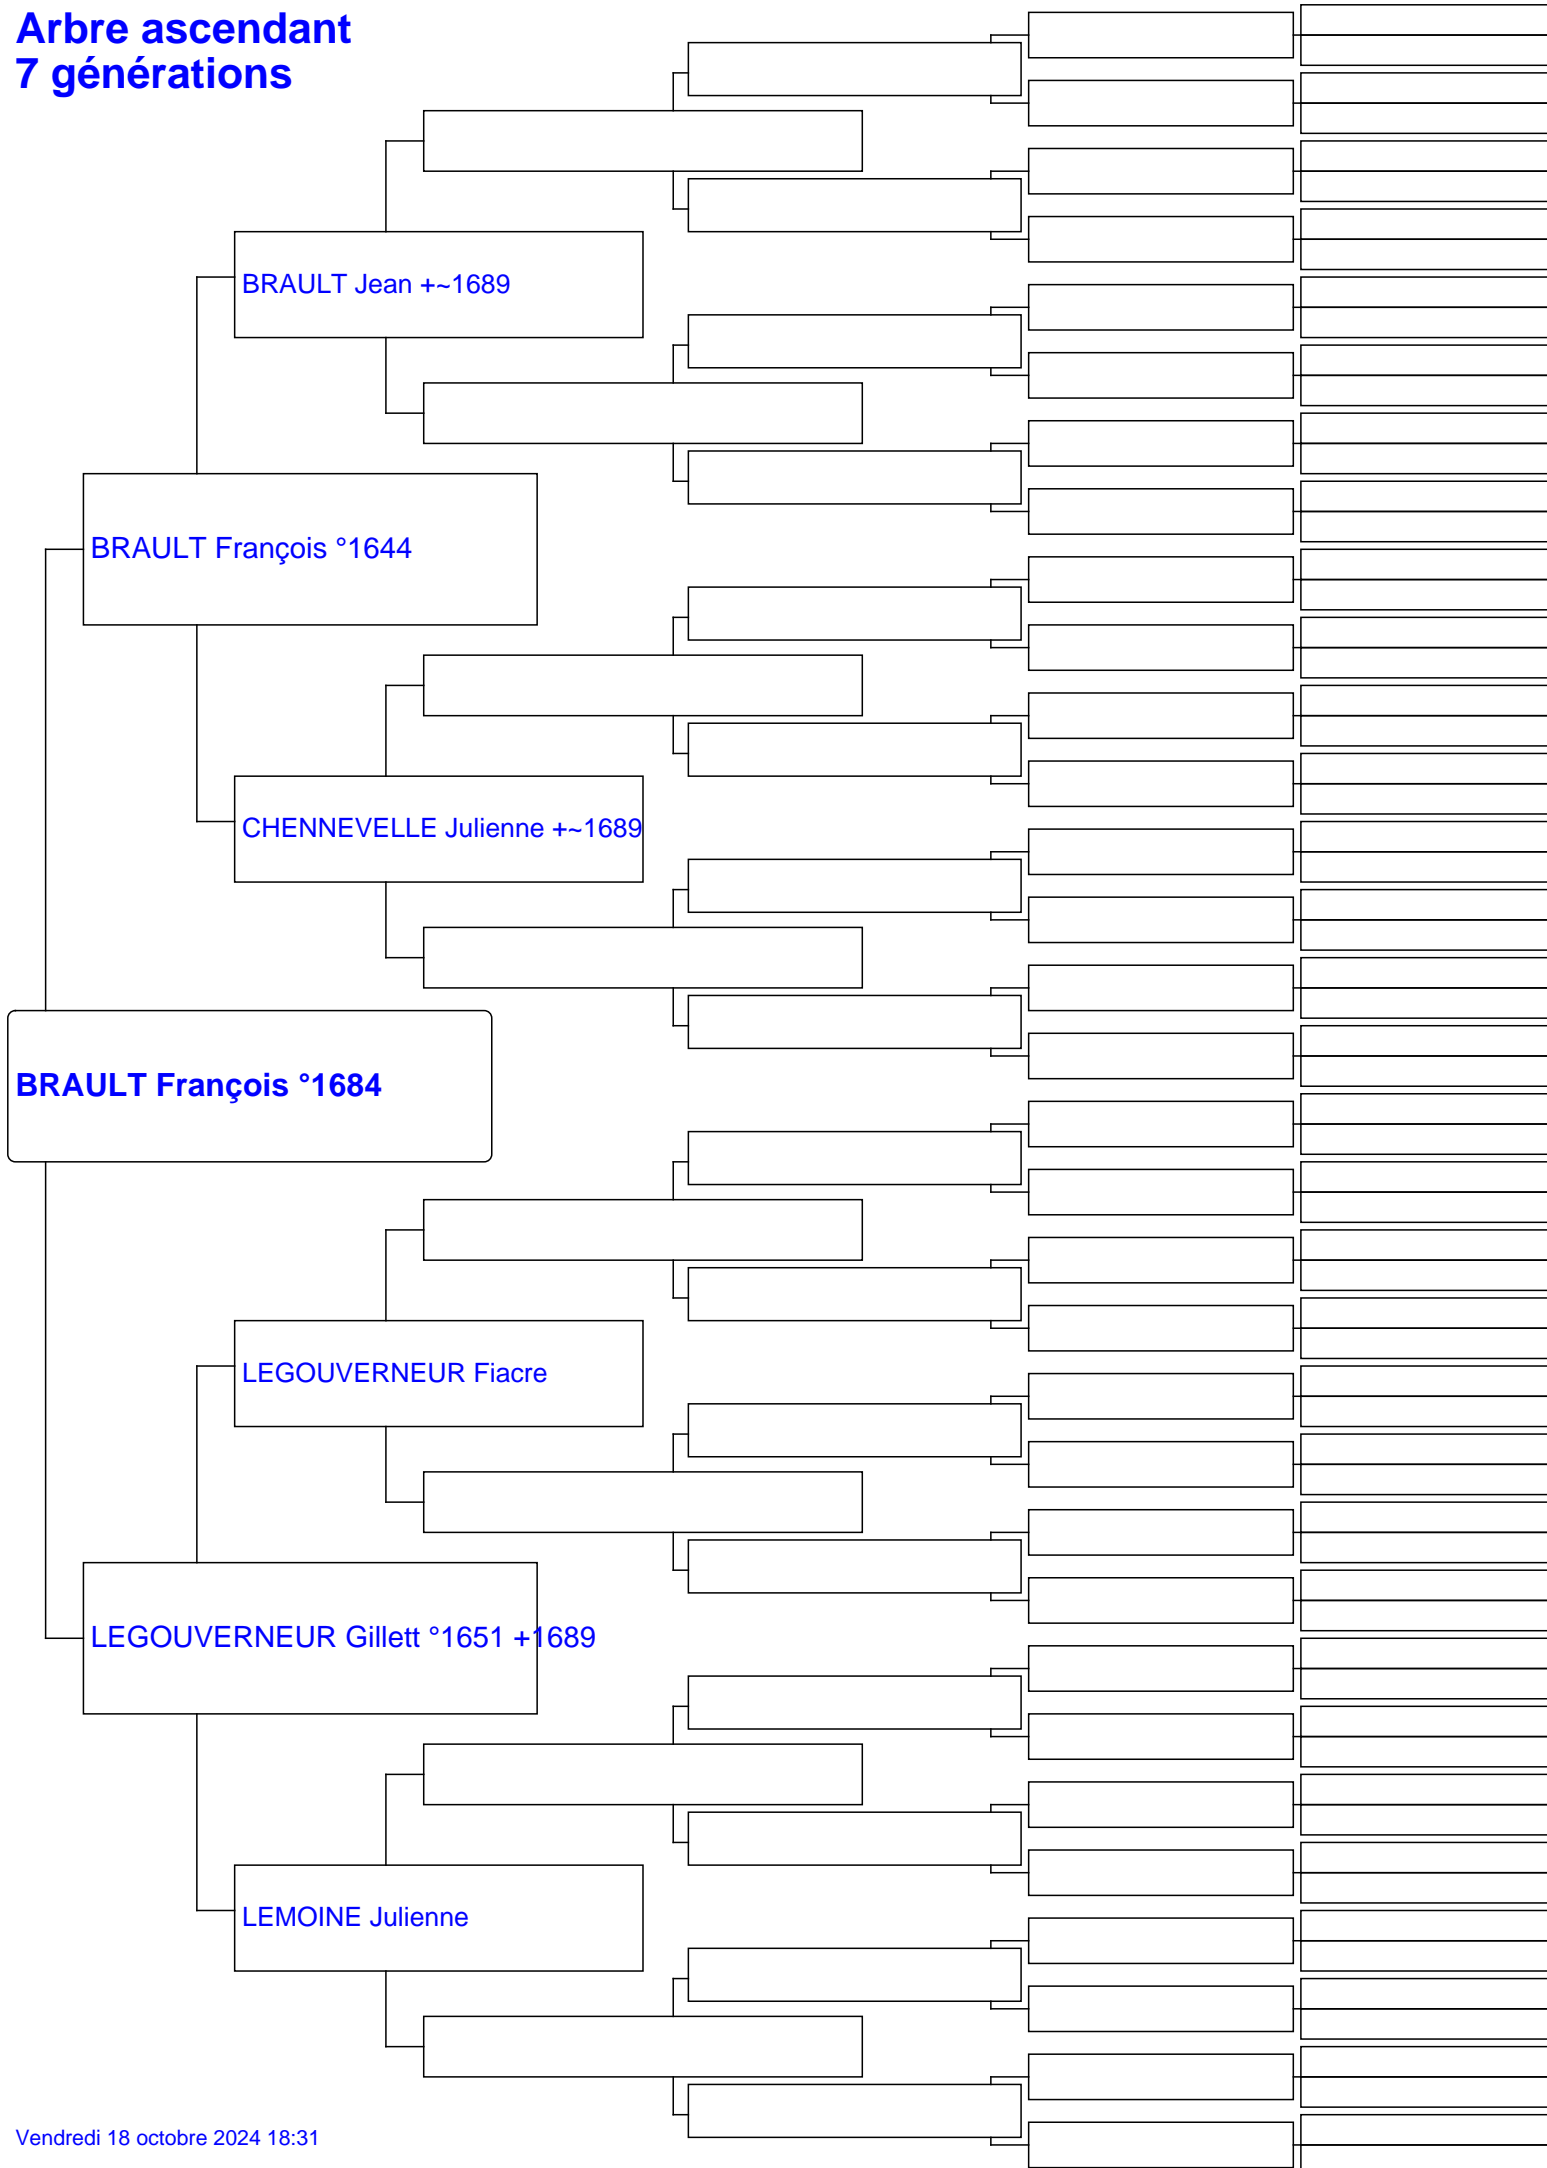 Arbre ascendant
7 générations
BRAULT Jean +~1689
BRAULT François °1644
CHENNEVELLE Julienne +~1689
BRAULT François °1684
LEGOUVERNEUR Fiacre
LEGOUVERNEUR Gillett °1651 +1689
LEMOINE Julienne
Vendredi 18 octobre 2024 18:31